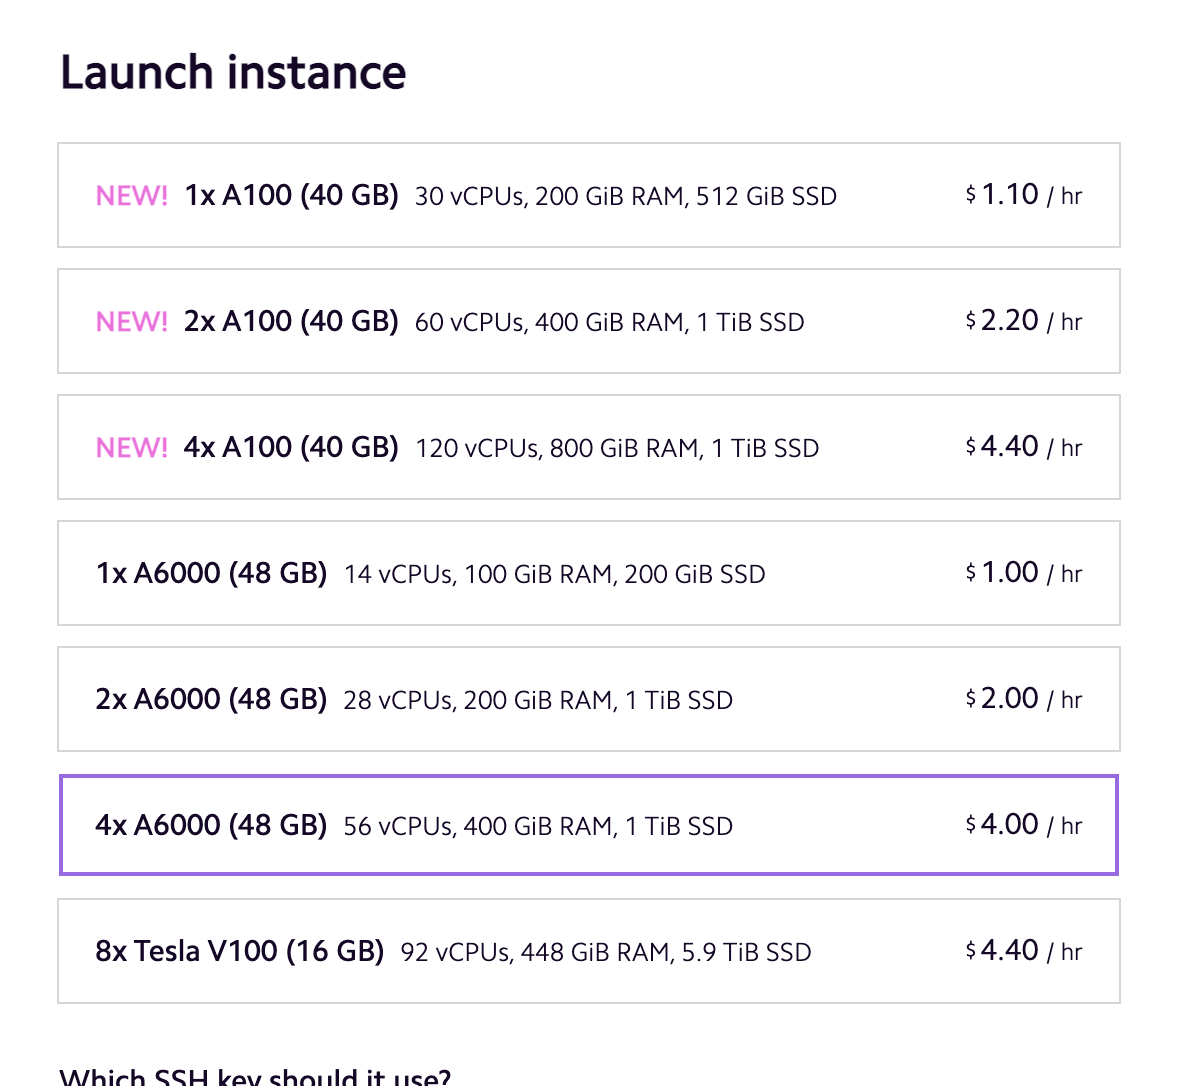 Launch instance
NEW! 1x A100 (40 GB) 30 vCPUs, 200 GiB RAM, 512 GiB SSD $ 1.10 / hr
NEW! 2x A100 (40 GB) 60 vCPUs, 400 GiB RAM, 1 TiB SSD $ 2.20 / hr
NEW! 4x A100 (40 GB) 120 vCPUs, 800 GiB RAM, 1 TiB SSD $ 4.40 / hr
1x A6000 (48 GB) 14 vCPUs, 100 GiB RAM, 200 GiB SSD $ 1.00 / hr
2x A6000 (48 GB) 28 vCPUs, 200 GiB RAM, 1 TiB SSD $ 2.00 / hr
4x A6000 (48 GB) 56 vCPUs, 400 GiB RAM, 1 TiB SSD $ 4.00 / hr
8x Tesla V100 (16 GB) 92 vCPUs, 448 GiB RAM, 5.9 TiB SSD $ 4.40 / hr
Which SSH key should it use?